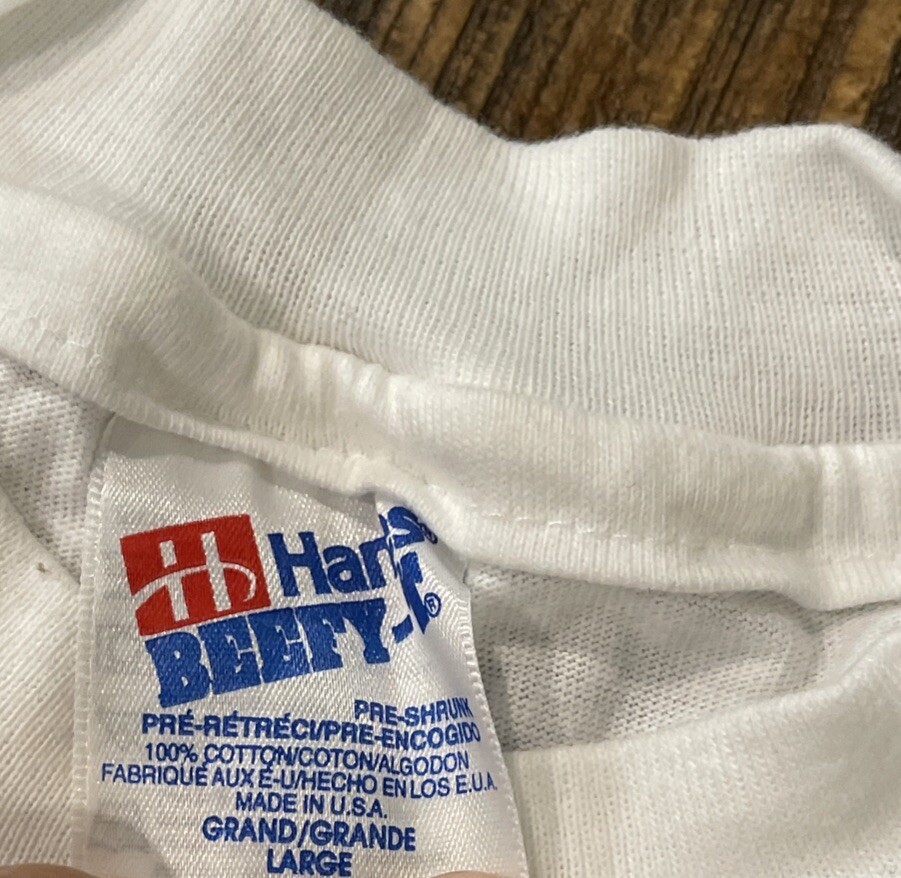 H Hanes
BEEFY-T®
PRE-SHRUNK
PRÉ-RÉTRÉCI/PRE-ENCOGIDO
100% COTTON/COTON/ALGODON
FABRIQUÉ AUX É-U/HECHO EN LOS E.U.A.
MADE IN U.S.A.
GRAND/GRANDE
LARGE